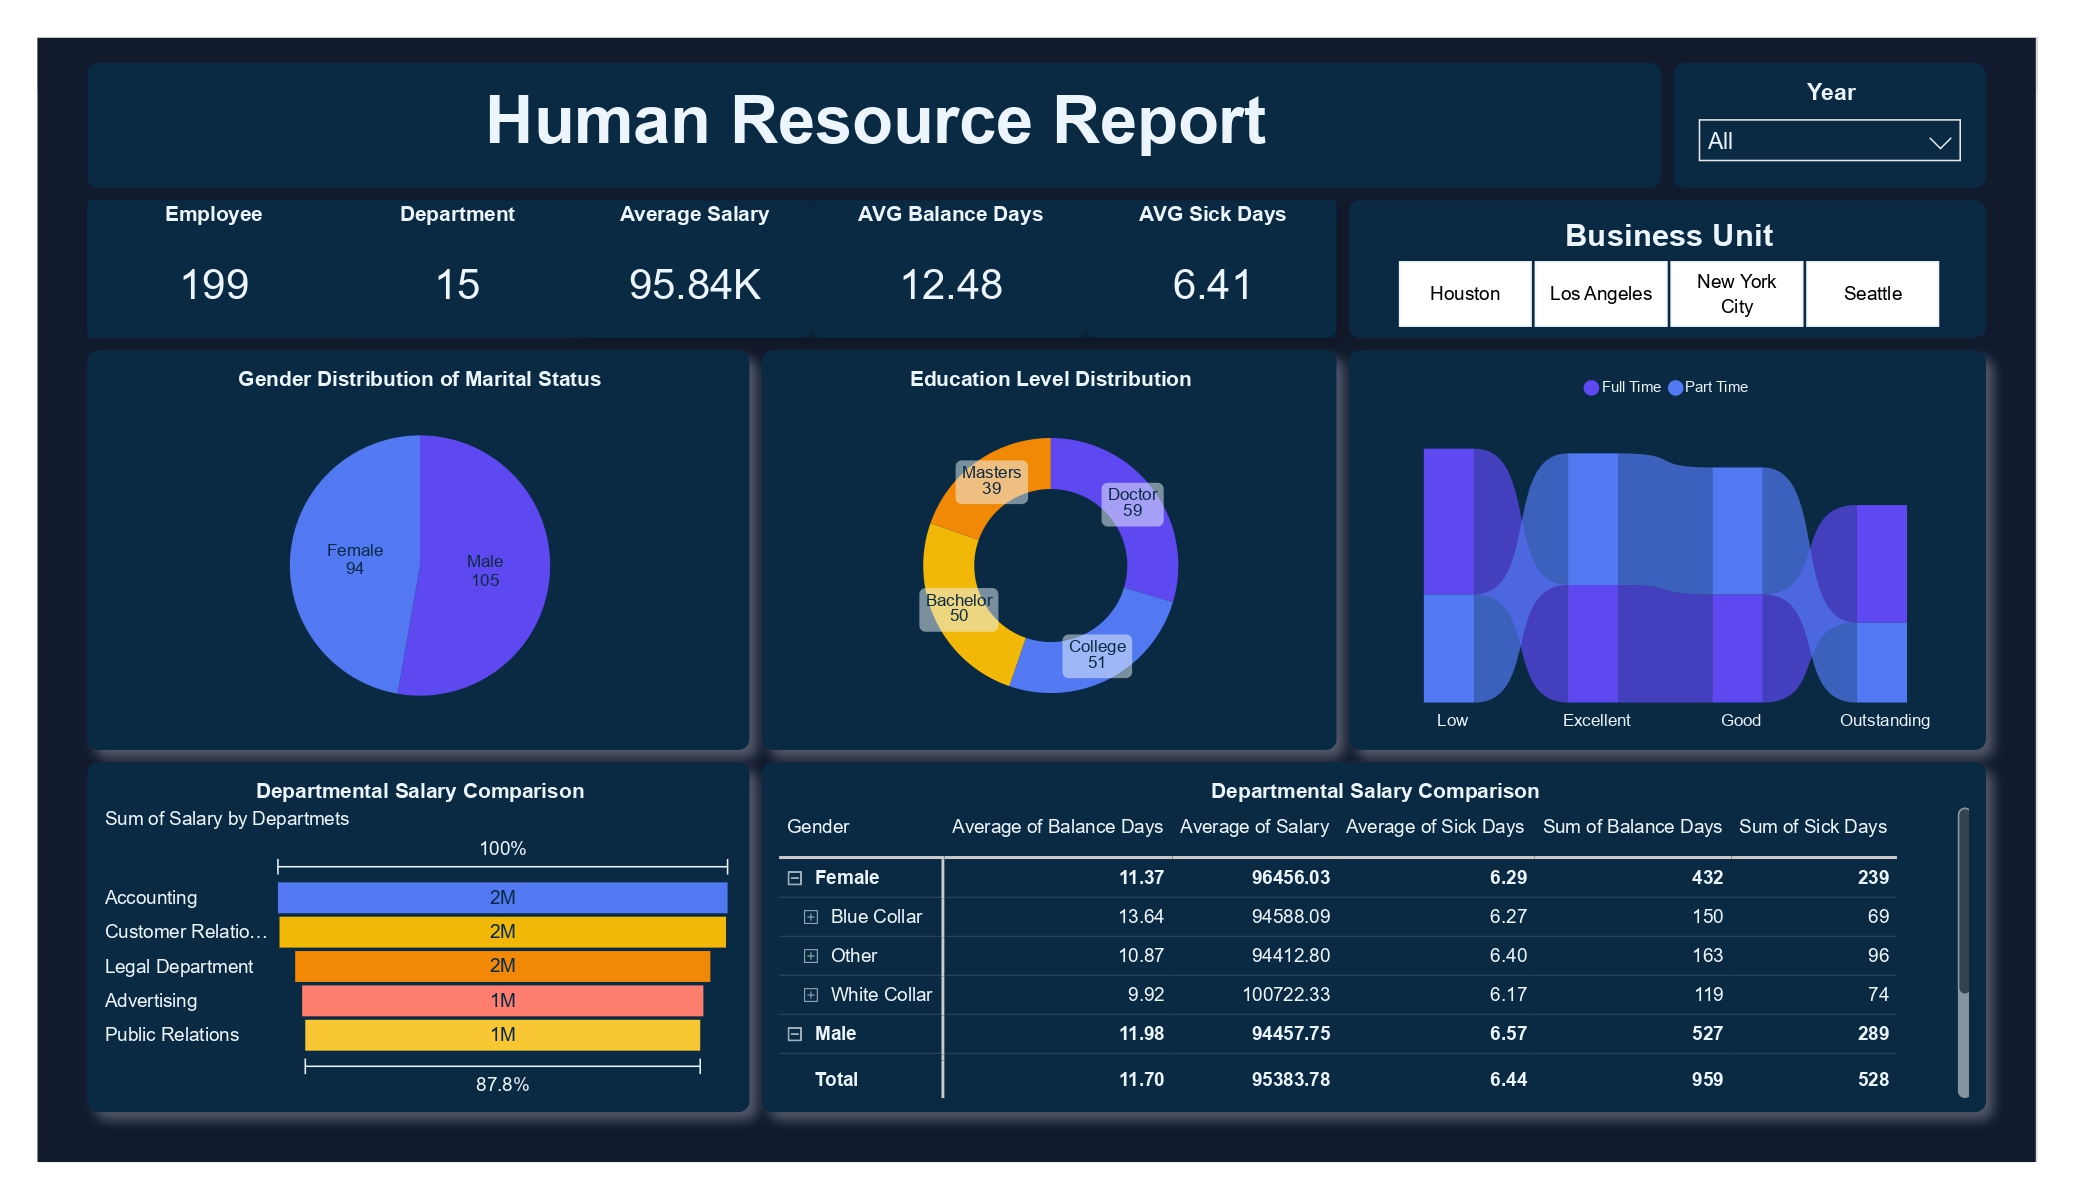 Human Resource Report
Year
All
Employee
199
Department
15
Average Salary
95.84K
AVG Balance Days
12.48
AVG Sick Days
6.41
Business Unit
Houston
Los Angeles
New York
City
Seattle
Gender Distribution of Marital Status
Female
94
Male
105
Education Level Distribution
Masters
39
Doctor
59
Bachelor
50
College
51
Full Time Part Time
Low Excellent Good Outstanding
Departmental Salary Comparison
Sum of Salary by Departmets
100%
Accounting 2M
Customer Relatio… 2M
Legal Department 2M
Advertising 1M
Public Relations 1M
87.8%
Departmental Salary Comparison
Gender Average of Balance Days Average of Salary Average of Sick Days Sum of Balance Days Sum of Sick Days
Female 11.37 96456.03 6.29 432 239
Blue Collar 13.64 94588.09 6.27 150 69
Other 10.87 94412.80 6.40 163 96
White Collar 9.92 100722.33 6.17 119 74
Male 11.98 94457.75 6.57 527 289
Total 11.70 95383.78 6.44 959 528